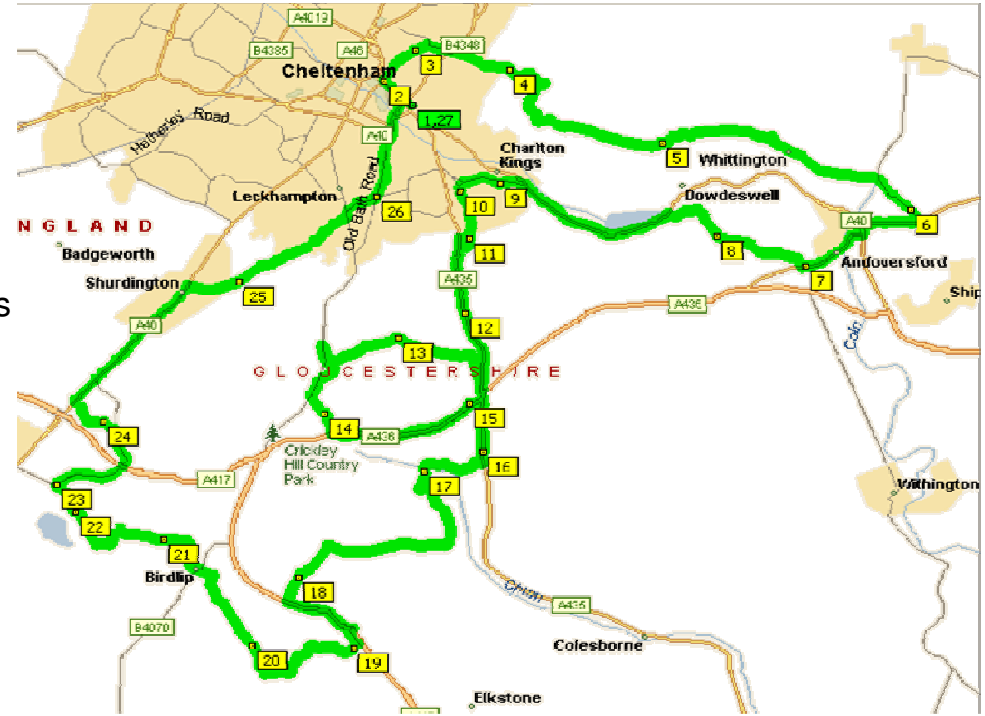 A4019
B4385
A46
B4348
Cheltenham
3
4
2
1,27
Hatherley Road
A40
Charlton
Kings
5
Whittington
Leckhampton
Old Bath Road
26
10
9
Dowdeswell
NGLAND
6
A40
Badgeworth
11
8
Andoversford
Shurdington
7
25
A435
Ship
s
A436
A40
12
Coln
13
GLOUCESTERSHIRE
15
14
A436
24
Crickley
Hill Country
Park
16
A417
17
Withington
23
22
21
Birdlip
18
Churn
A435
B4070
Colesborne
20
19
Elkstone